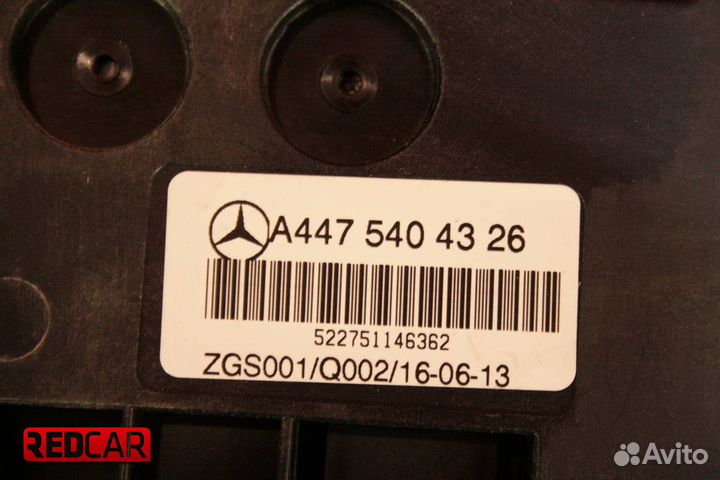 A447 540 43 26
522751146362
ZGS001/Q002/16-06-13
REDCAR
Avito